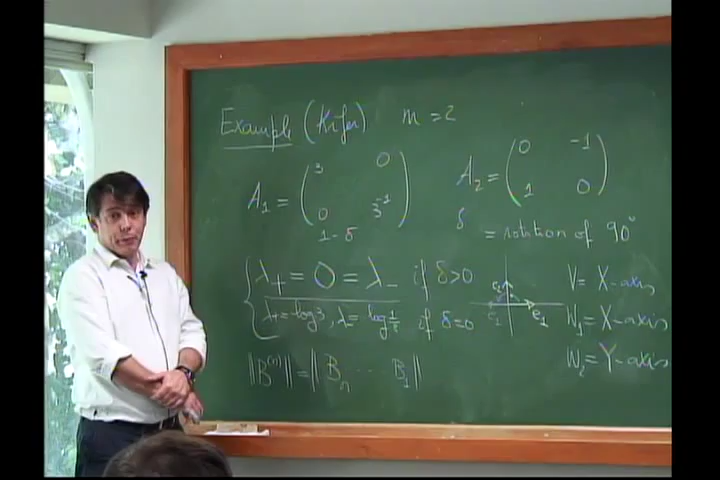 Example (Kifer) m = 2
A₁ = ( 3 0 ; 0 3⁻¹ ) A₂ = ( 0 -1 ; 1 0 )
1-δ δ = rotation of 90°
{ λ₊ = 0 = λ₋ if δ>0
λ₊ = log 3, λ₋ = log 1/3 if δ=0
e₂ e₁ e₁
V = X-axis
W₁ = X-axis
W₂ = Y-axis
||B⁽ⁿ⁾|| = || Bₙ ... B₁ ||